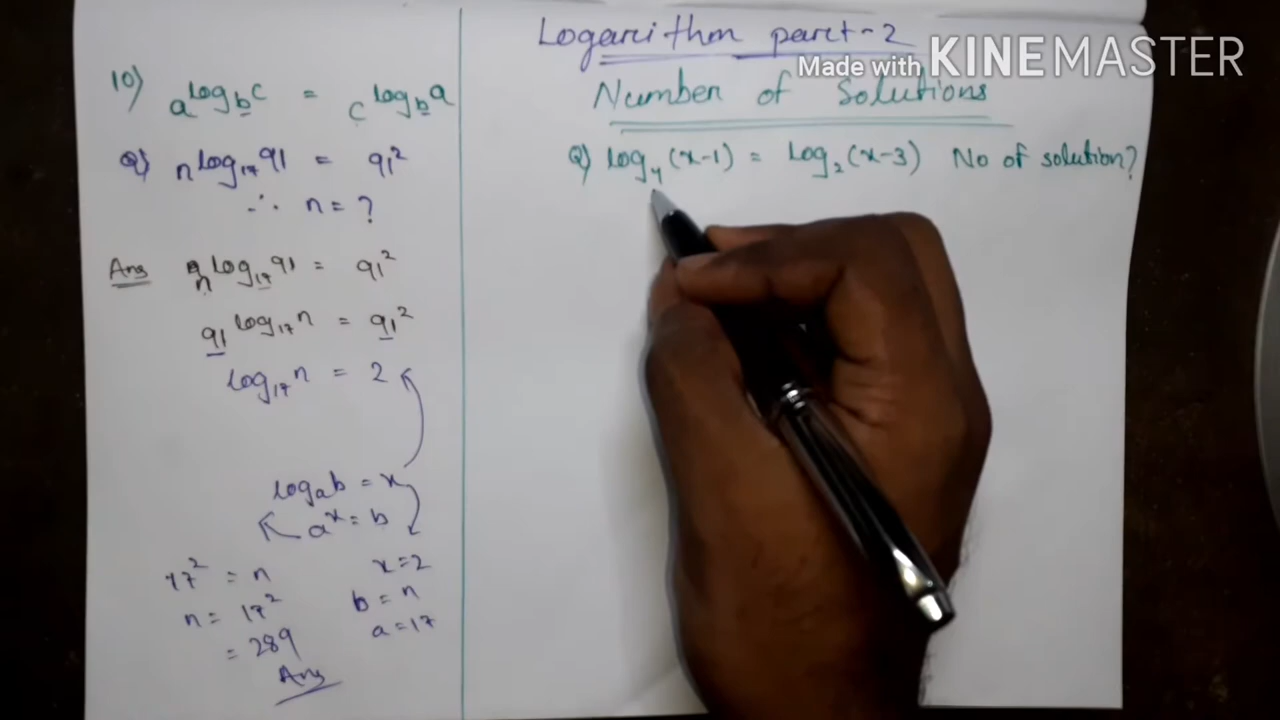 10) a^log_b c = c^log_b a
Q) n^log_17 91 = 91^2
∴ n = ?
Ans n^log_17 91 = 91^2
91^log_17 n = 91^2
log_17 n = 2
log_a b = x
a^x = b
17^2 = n
x=2
n = 17^2
b = n
= 289
a = 17
Ans
Logarithm part-2
Made with KINEMASTER
Number of Solutions
Q) log_4 (x-1) = log_2 (x-3) No of solution?